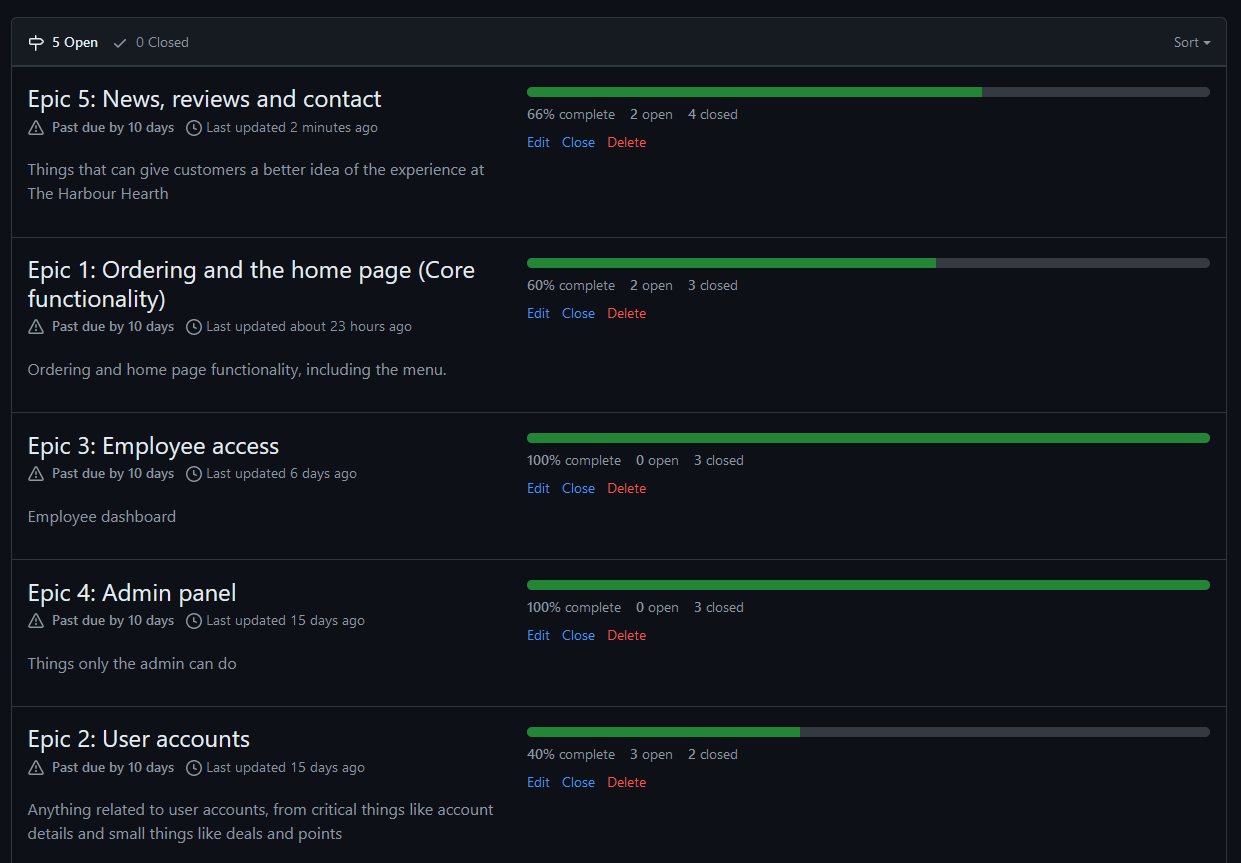 5 Open 0 Closed Sort
Epic 5: News, reviews and contact
Past due by 10 days Last updated 2 minutes ago
Things that can give customers a better idea of the experience at
The Harbour Hearth
66% complete 2 open 4 closed
Edit Close Delete
Epic 1: Ordering and the home page (Core
functionality)
Past due by 10 days Last updated about 23 hours ago
Ordering and home page functionality, including the menu.
60% complete 2 open 3 closed
Edit Close Delete
Epic 3: Employee access
Past due by 10 days Last updated 6 days ago
Employee dashboard
100% complete 0 open 3 closed
Edit Close Delete
Epic 4: Admin panel
Past due by 10 days Last updated 15 days ago
Things only the admin can do
100% complete 0 open 3 closed
Edit Close Delete
Epic 2: User accounts
Past due by 10 days Last updated 15 days ago
Anything related to user accounts, from critical things like account
details and small things like deals and points
40% complete 3 open 2 closed
Edit Close Delete